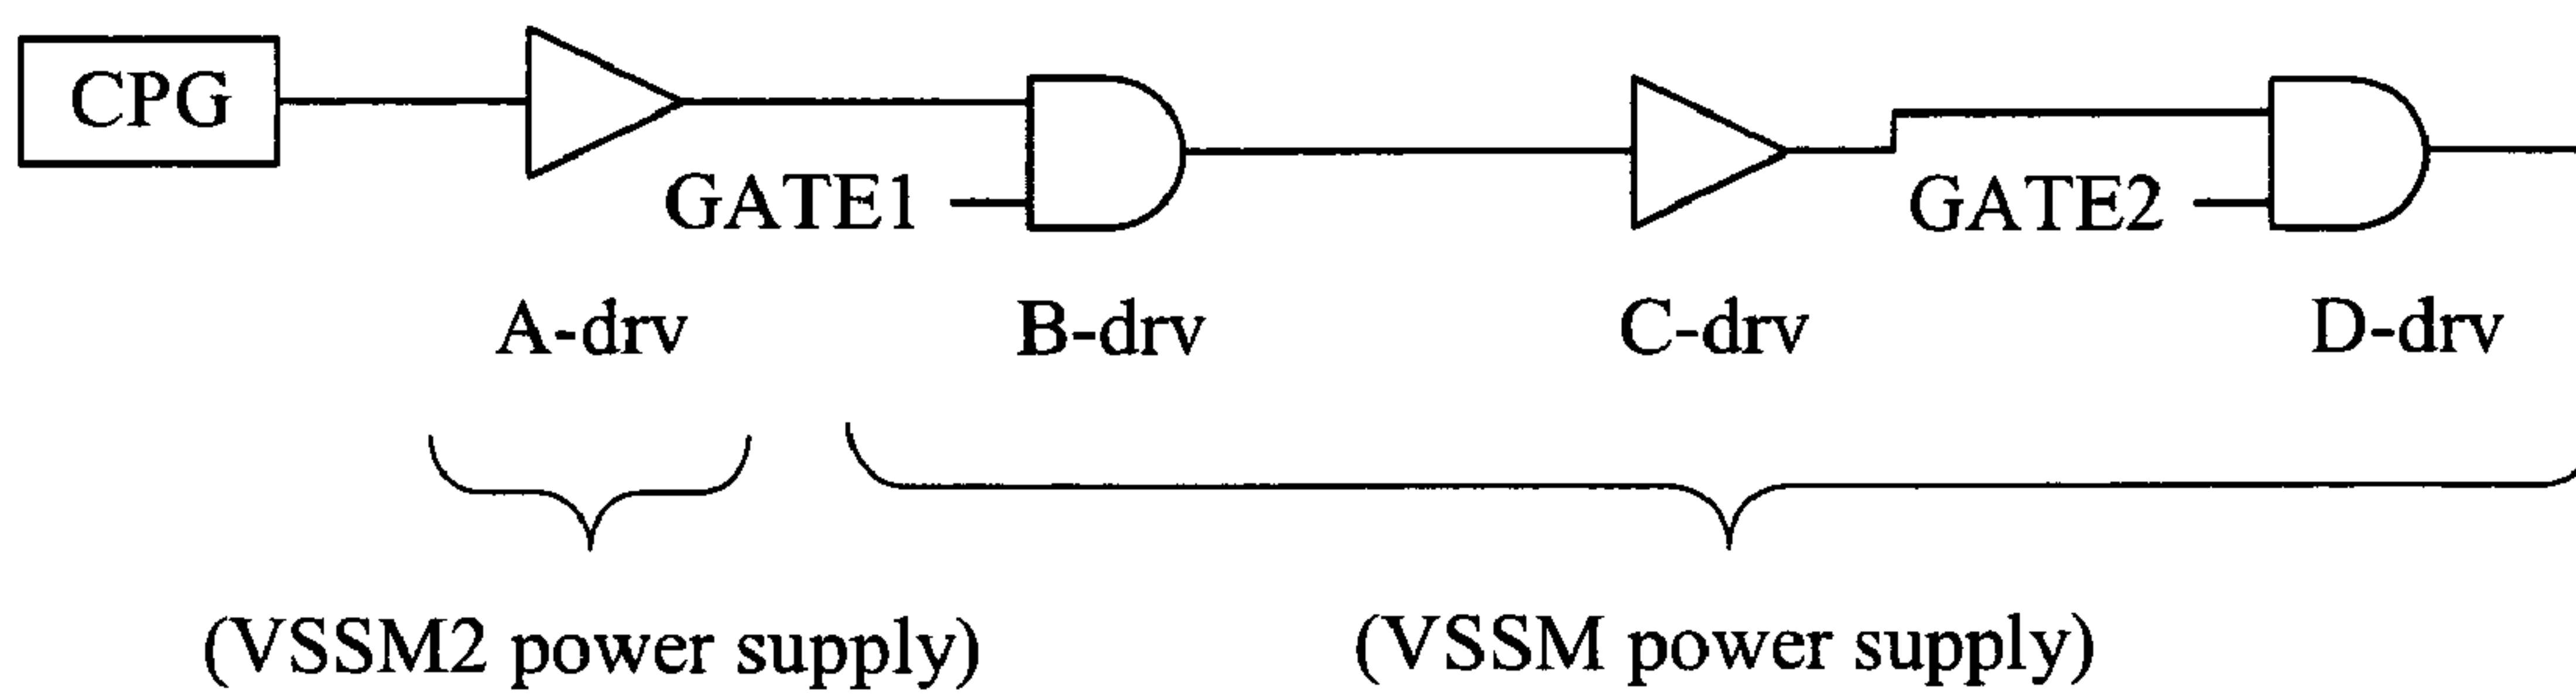 CPG
GATE1
GATE2
A-drv
B-drv
C-drv
D-drv
(VSSM2 power supply)
(VSSM power supply)